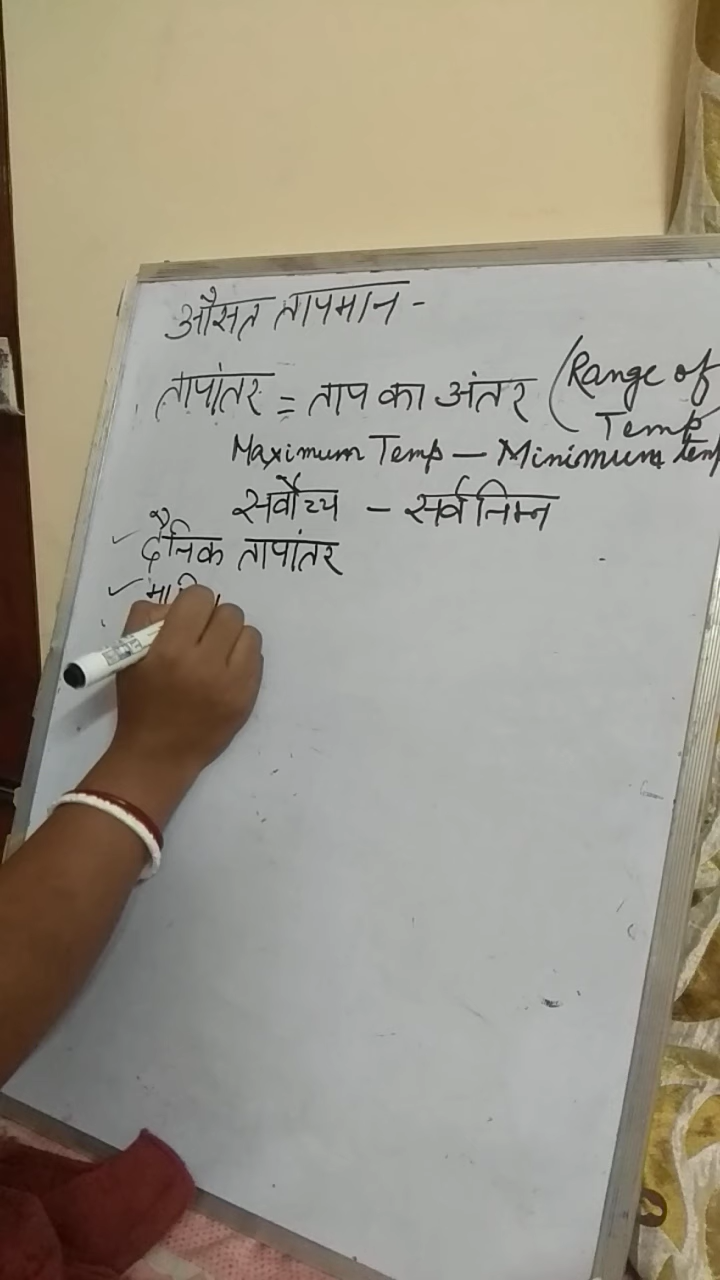 औसत तापमान -
तापांतर = ताप का अंतर (Range of
Temp
Maximum Temp - Minimum temp
सर्वोच्य - सर्वनिम्न
✓ दैनिक तापांतर
✓